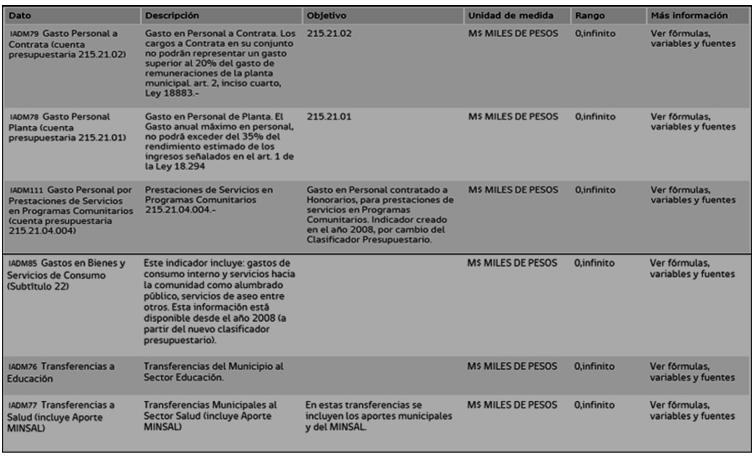 Dato Descripción Objetivo Unidad de medida Rango Más información
IADM79 Gasto Personal a Contrata (cuenta presupuestaria 215.21.02)
Gasto en Personal a Contrata. Los cargos a Contrata en su conjunto no podrán representar un gasto superior al 20% del gasto de remuneraciones de la planta municipal. art. 2, inciso cuarto, Ley 18883.-
215.21.02
M$ MILES DE PESOS
0,infinito
Ver fórmulas, variables y fuentes
IADM78 Gasto Personal Planta (cuenta presupuestaria 215.21.01)
Gasto en Personal de Planta. El Gasto anual máximo en personal, no podrá exceder del 35% del rendimiento estimado de los ingresos señalados en el art. 1 de la Ley 18.294
215.21.01
M$ MILES DE PESOS
0,infinito
Ver fórmulas, variables y fuentes
IADM111 Gasto Personal por Prestaciones de Servicios en Programas Comunitarios (cuenta presupuestaria 215.21.04.004)
Prestaciones de Servicios en Programas Comunitarios 215.21.04.004.-
Gasto en Personal contratado a Honorarios, para prestaciones de servicios en Programas Comunitarios. Indicador creado en el año 2008, por cambio del Clasificador Presupuestario.
M$ MILES DE PESOS
0,infinito
Ver fórmulas, variables y fuentes
IADM85 Gastos en Bienes y Servicios de Consumo (Subtítulo 22)
Este indicador incluye: gastos de consumo interno y servicios hacia la comunidad como alumbrado público, servicios de aseo entre otros. Esta información está disponible desde el año 2008 (a partir del nuevo clasificador presupuestario).
M$ MILES DE PESOS
0,infinito
Ver fórmulas, variables y fuentes
IADM76 Transferencias a Educación
Transferencias del Municipio al Sector Educación.
M$ MILES DE PESOS
0,infinito
Ver fórmulas, variables y fuentes
IADM77 Transferencias a Salud (incluye Aporte MINSAL)
Transferencias Municipales al Sector Salud (incluye Aporte MINSAL)
En estas transferencias se incluyen los aportes municipales y del MINSAL.
M$ MILES DE PESOS
0,infinito
Ver fórmulas, variables y fuentes